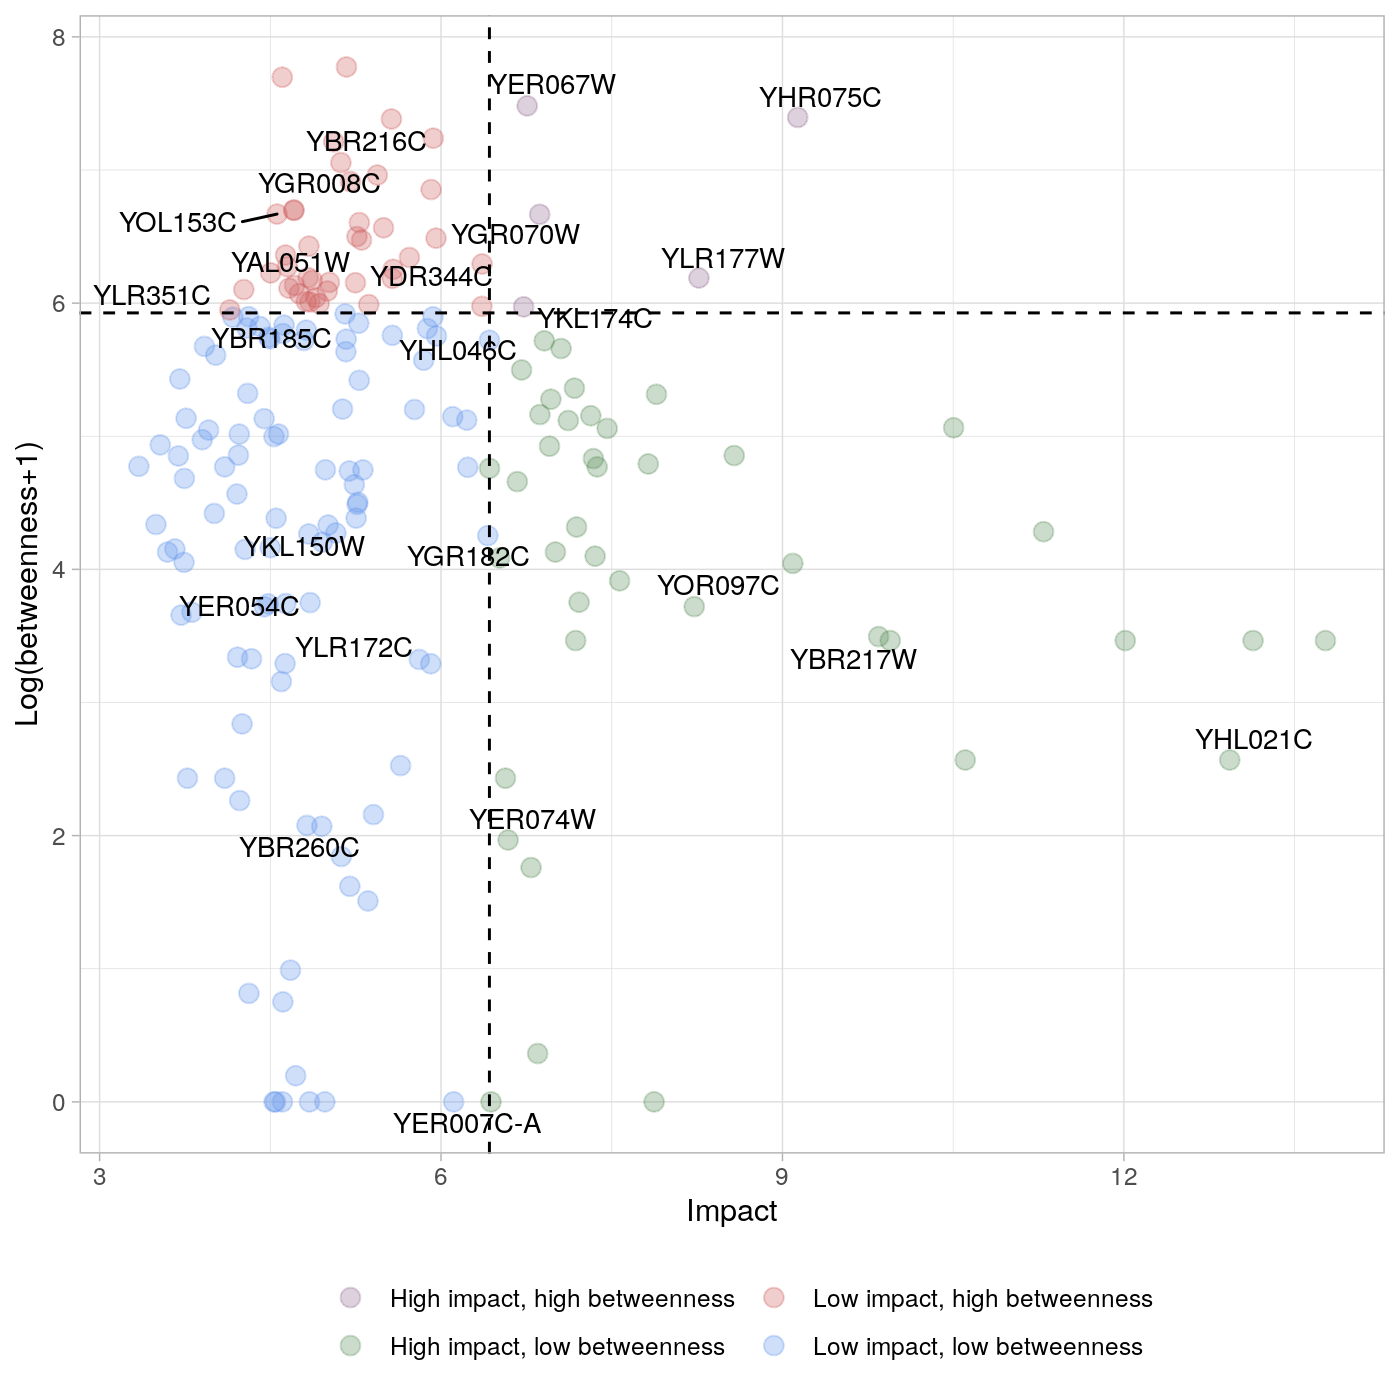 8
YER067W
YHR075C
YBR216C
YGR008C
YOL153C
YGR070W
YAL051W
YLR177W
YDR344C
YLR351C
6
YKL174C
YBR185C
YHL046C
YKL150W
YGR182C
4
YOR097C
YER054C
YLR172C
YBR217W
Log(betweenness+1)
YHL021C
2
YER074W
YBR260C
0
YER007C-A
3 6 9 12
Impact
High impact, high betweenness
Low impact, high betweenness
High impact, low betweenness
Low impact, low betweenness